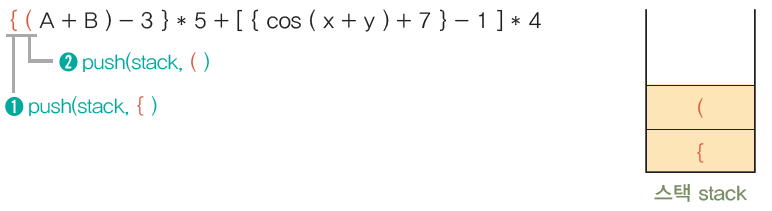 { ( A + B ) − 3 } * 5 + [ { cos ( x + y ) + 7 } − 1 ] * 4
❷ push(stack, ( )
❶ push(stack, { )
(
{
스택 stack